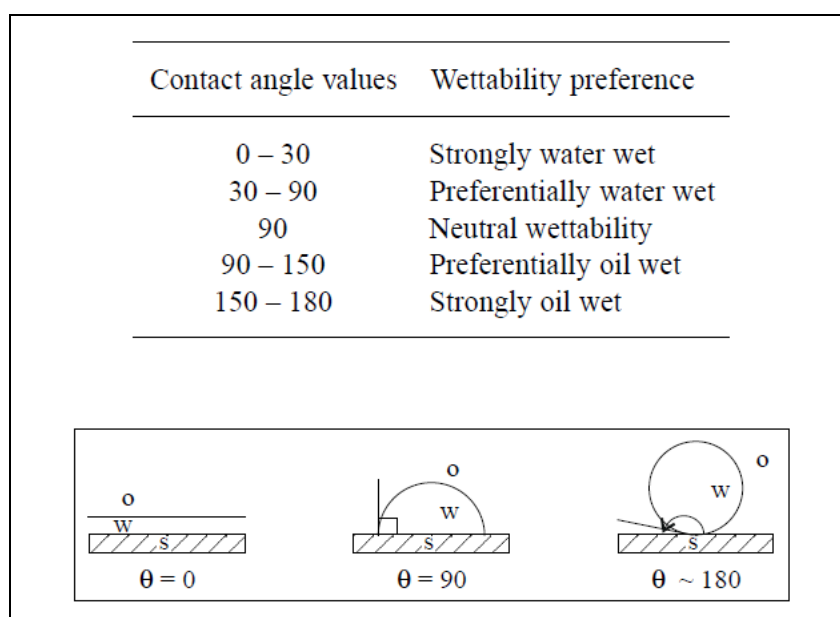 Contact angle values Wettability preference
0 – 30 Strongly water wet
30 – 90 Preferentially water wet
90 Neutral wettability
90 – 150 Preferentially oil wet
150 – 180 Strongly oil wet
o o o
w w w
s s s
θ = 0 θ = 90 θ ~ 180